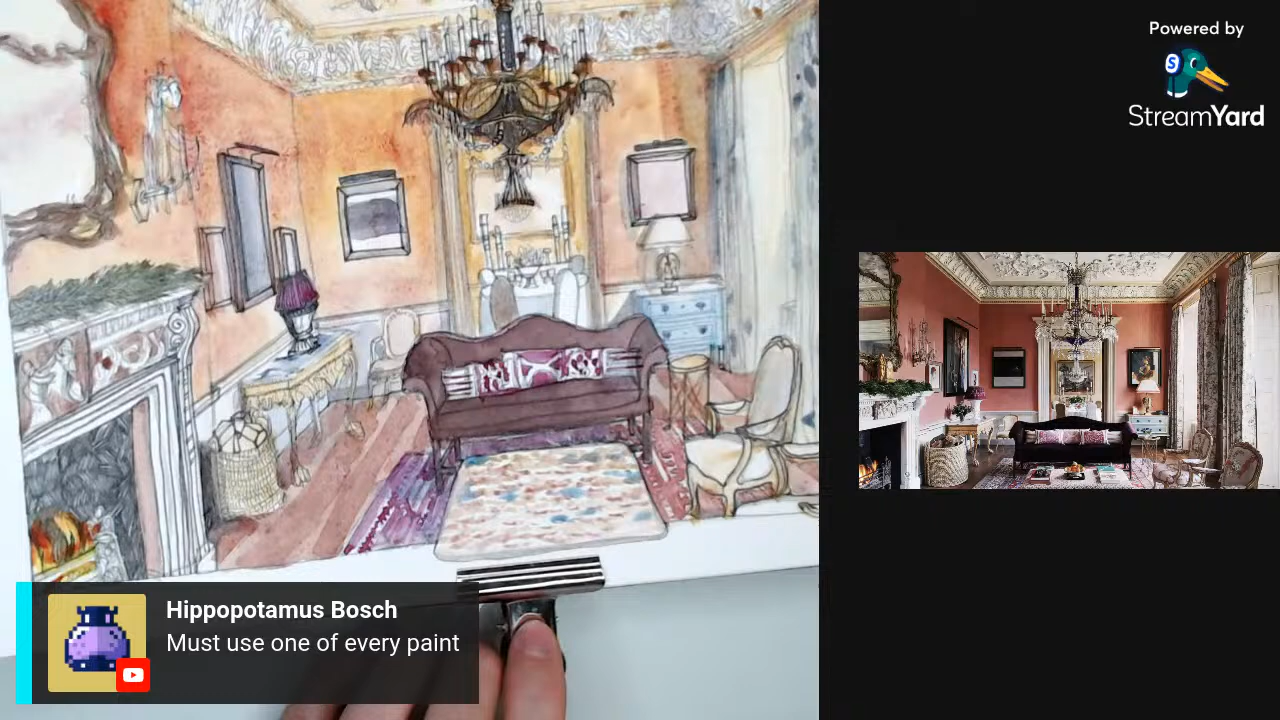 Powered by
StreamYard
Hippopotamus Bosch
Must use one of every paint